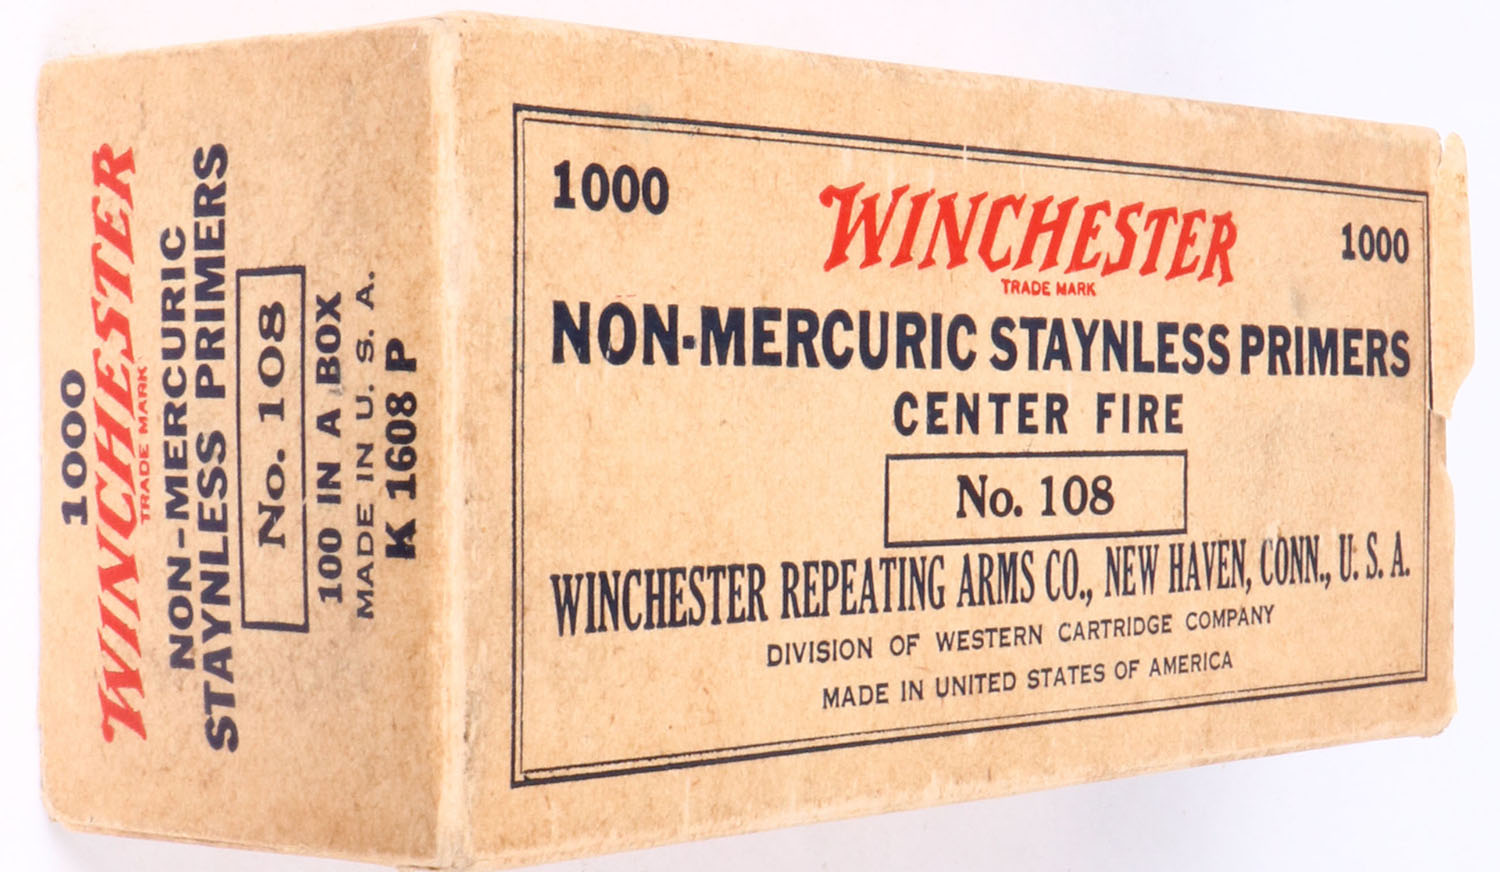 1000
WINCHESTER
TRADE MARK
NON-MERCURIC
STAYNLESS PRIMERS
No. 108
100 IN A BOX
MADE IN U. S. A.
K 1608 P
1000 WINCHESTER 1000
TRADE MARK
NON-MERCURIC STAYNLESS PRIMERS
CENTER FIRE
No. 108
WINCHESTER REPEATING ARMS CO., NEW HAVEN, CONN., U. S. A.
DIVISION OF WESTERN CARTRIDGE COMPANY
MADE IN UNITED STATES OF AMERICA